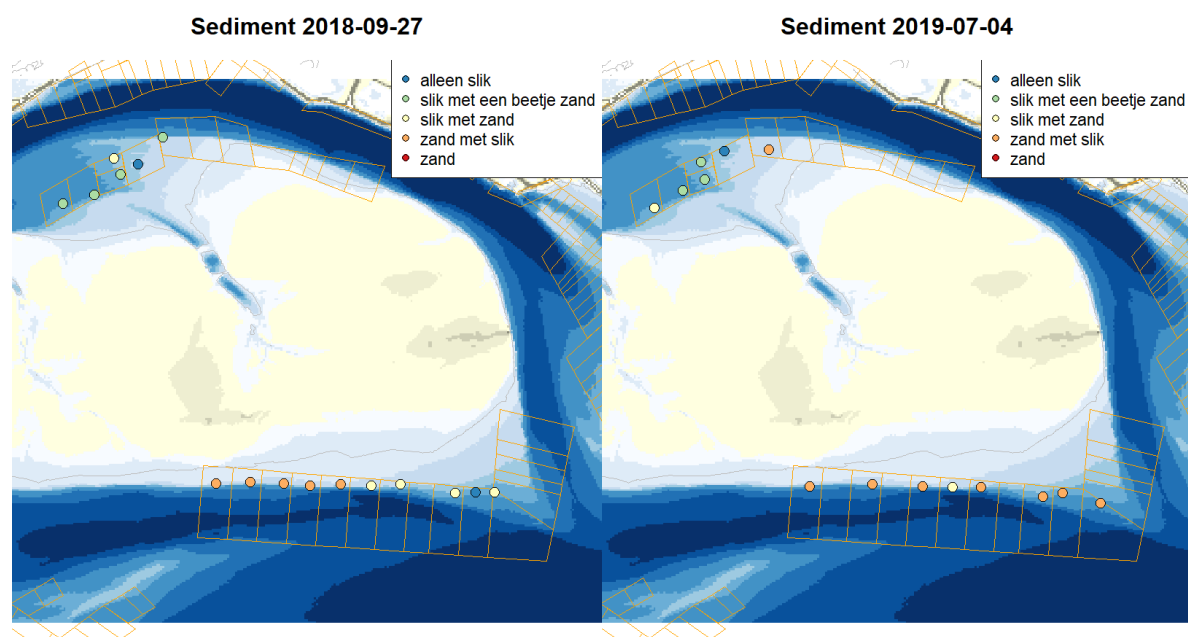 Sediment 2018-09-27
alleen slik
slik met een beetje zand
slik met zand
zand met slik
zand
Sediment 2019-07-04
alleen slik
slik met een beetje zand
slik met zand
zand met slik
zand